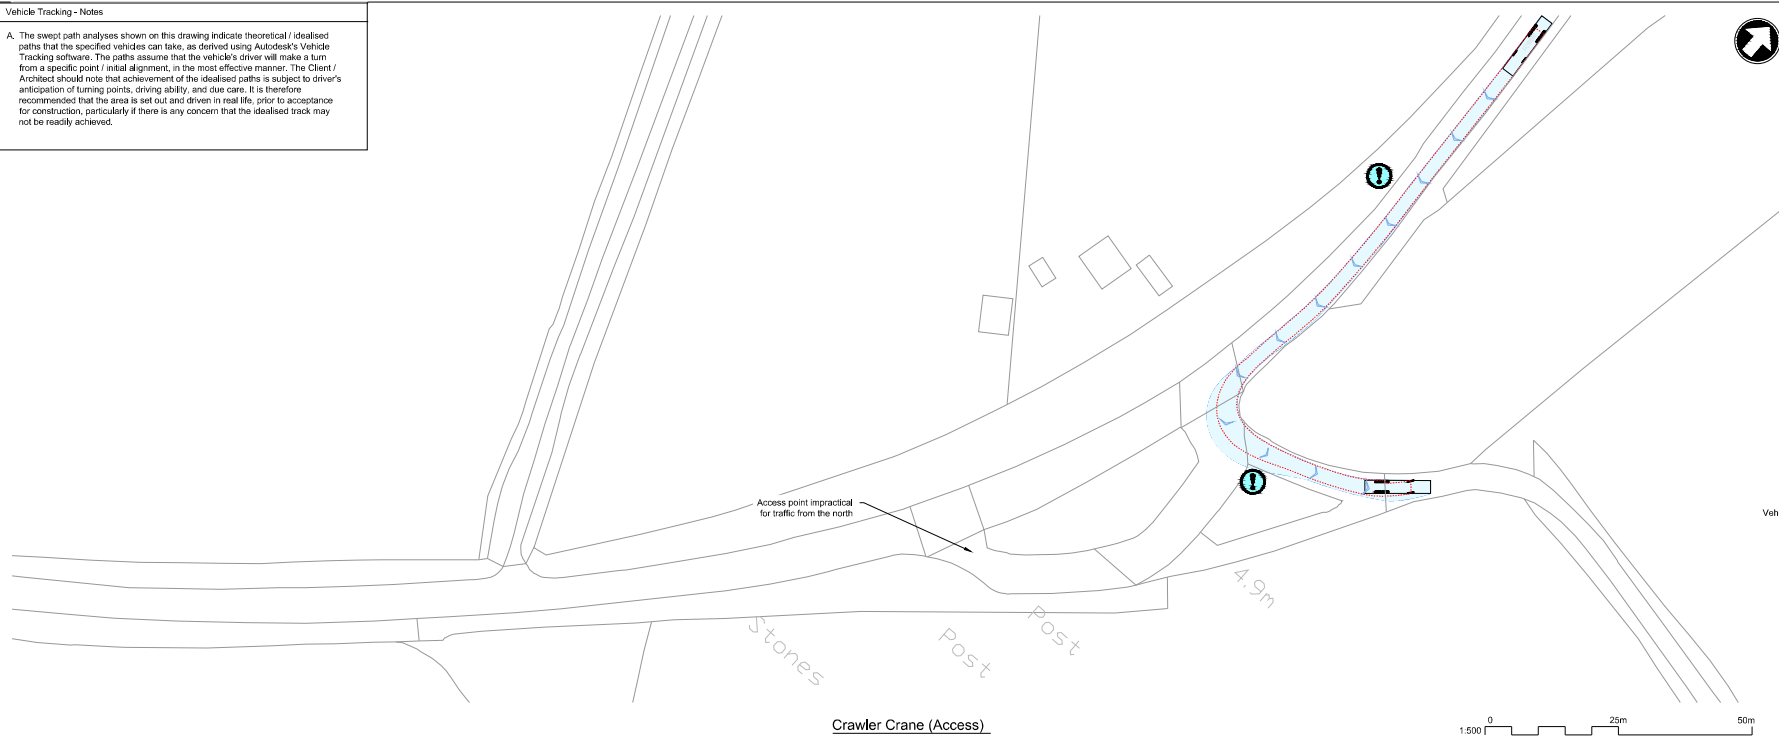 Vehicle Tracking - Notes
A. The swept path analyses shown on this drawing indicate theoretical / idealised
paths that the specified vehicles can take, as derived using Autodesk's Vehicle
Tracking software. The paths assume that the vehicle's driver will make a turn
from a specific point / initial alignment, in the most effective manner. The Client /
Architect should note that achievement of the idealised paths is subject to driver's
anticipation of turning points, driving ability, and due care. It is therefore
recommended that the area is set out and driven in real life, prior to acceptance
for construction, particularly if there is any concern that the idealised track may
not be readily achieved.
!
!
Access point impractical
for traffic from the north
Veh
4.9m
Stones
Post
Post
Crawler Crane (Access)
1:500
0
25m
50m